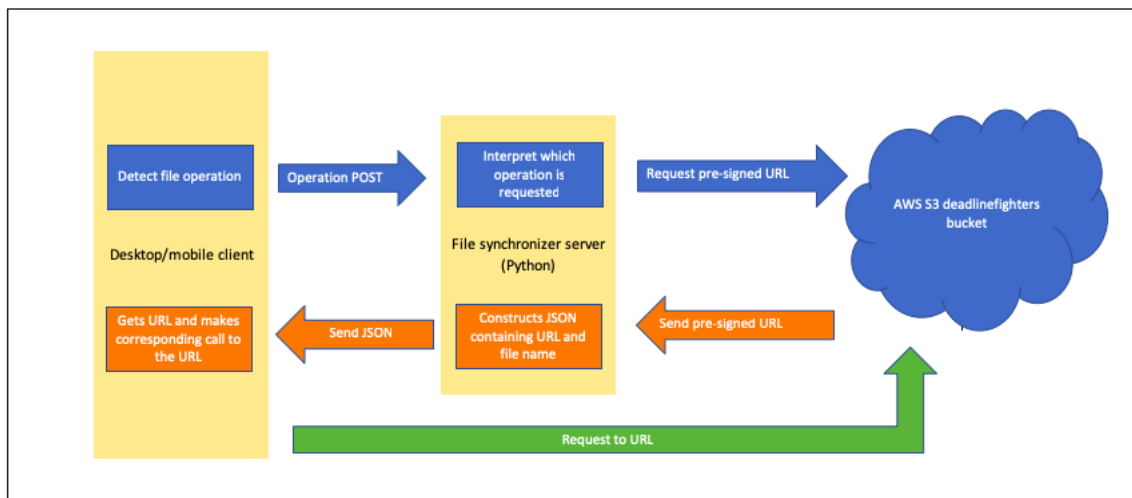 Detect file operation
Operation POST
Interpret which
operation is
requested
Request pre-signed URL
AWS S3 deadlinefighters
bucket
Desktop/mobile client
File synchronizer server
(Python)
Gets URL and makes
corresponding call to
the URL
Send JSON
Constructs JSON
containing URL and
file name
Send pre-signed URL
Request to URL